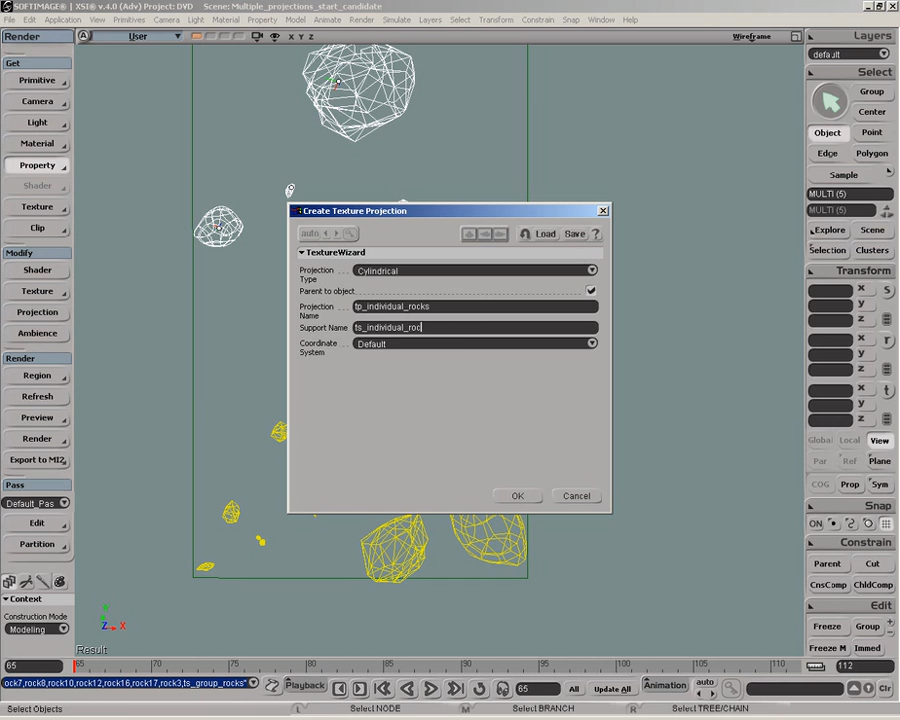 SOFTIMAGE® | XSI® v.4.0 (Adv) Project: DVD Scene: Multiple_projections_start_candidate
File Edit Application View Primitives Camera Light Material Property Model Animate Render Simulate Layers Select Transform Constrain Snap Window Help
Render
A
User
X Y Z
Wireframe
Layers
default
Get
Primitive
Camera
Light
Material
Property
Shader
Texture
Clip
Modify
Shader
Texture
Projection
Ambience
Render
Region
Refresh
Preview
Render
Export to MI2
Pass
Default_Pas
Edit
Partition
Context
Construction Mode
Modeling
Create Texture Projection
auto
Load
Save
?
TextureWizard
Projection Type
Cylindrical
Parent to object
Projection Name
tp_individual_rocks
Support Name
ts_individual_roc
Coordinate System
Default
OK
Cancel
Select
Group
Center
Object
Point
Edge
Polygon
Sample
MULTI (5)
MULTI (5)
Explore
Scene
Selection
Clusters
Transform
x
s
y
z
x
r
y
z
x
t
y
z
Global
Local
View
Par
Ref
Plane
COG
Prop
Sym
Snap
ON
Constrain
Parent
Cut
CnsComp
ChldComp
Edit
Freeze
Group
Freeze M
Immed
Z X
Result
65
65 70 75 80 85 90 95 100 105 110
112
ock7,rock8,rock10,rock12,rock16,rock17,rock3,ts_group_rocks"
Playback
65
All
Update All
Animation
auto
Clr
Select Objects
L
Select NODE
M
Select BRANCH
R
Select TREE/CHAIN